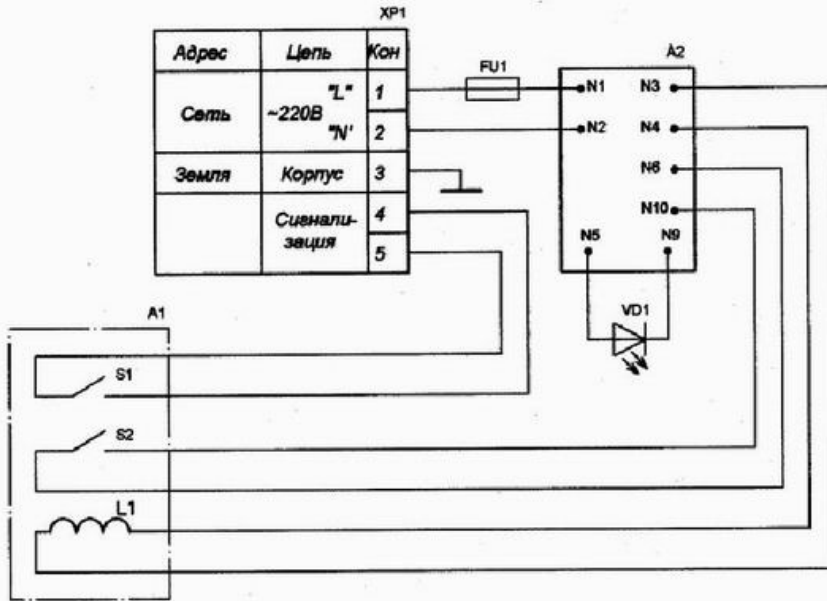 XP1
Адрес Цепь Кон
Сеть ~220В "L" 1
"N' 2
Земля Корпус 3
Сигнали-
зация
4
5
FU1
A2
N1 N3
N2 N4
N6
N10
N5 N9
VD1
A1
S1
S2
L1